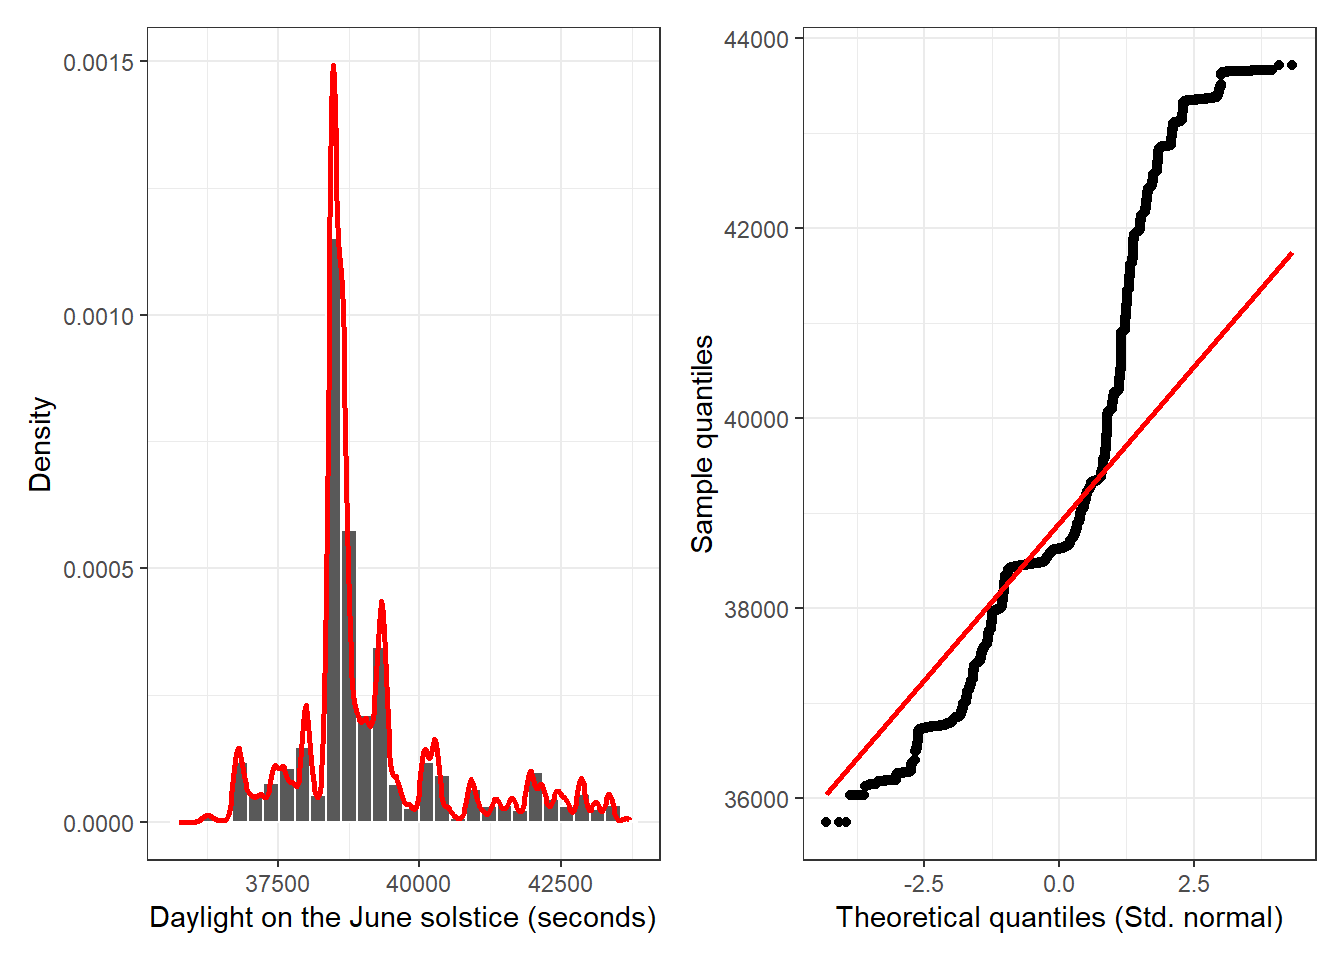 0.0015
0.0010
0.0005
0.0000
Density
37500 40000 42500
Daylight on the June solstice (seconds)
44000
42000
40000
38000
36000
Sample quantiles
-2.5 0.0 2.5
Theoretical quantiles (Std. normal)